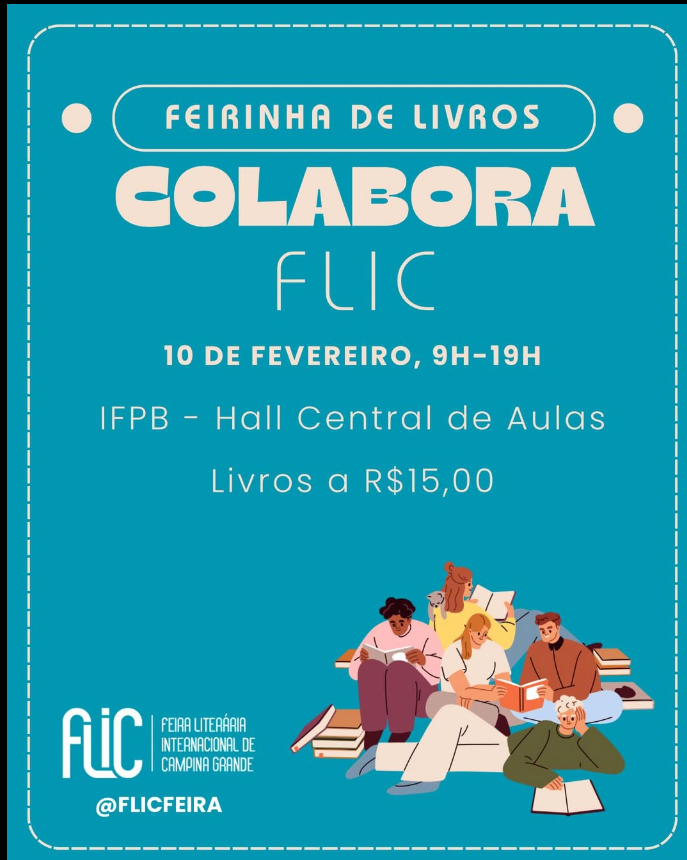 FEIRINHA DE LIVROS
COLABORA
FLIC
10 DE FEVEREIRO, 9H-19H
IFPB - Hall Central de Aulas
Livros a R$15,00
FLIC
FEIRA LITERÁRIA
INTERNACIONAL DE
CAMPINA GRANDE
@FLICFEIRA